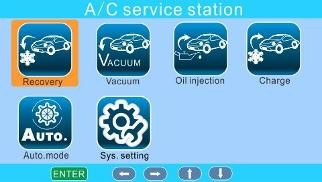 A/C service station
VACUUM
Recovery Vacuum Oil injection Charge
AUTO.
Auto.mode Sys. setting
ENTER